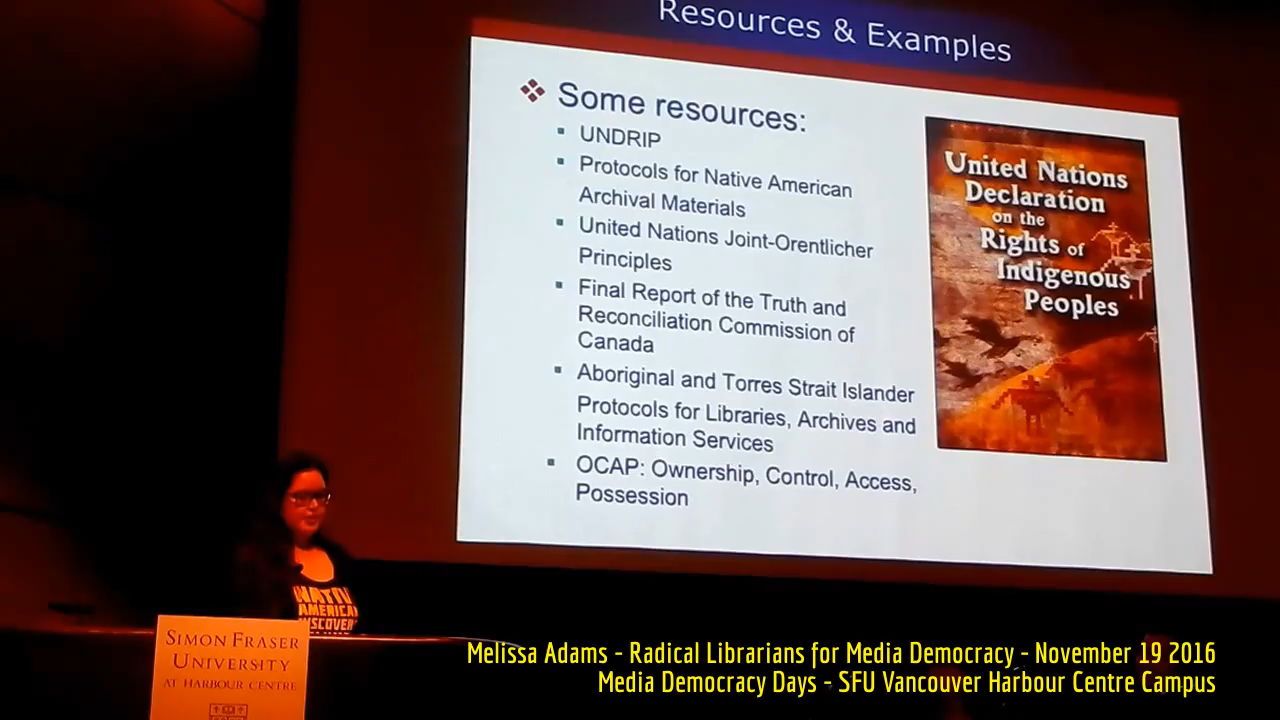 Resources & Examples
Some resources:
UNDRIP
Protocols for Native American
Archival Materials
United Nations Joint-Orentlicher
Principles
Final Report of the Truth and
Reconciliation Commission of
Canada
Aboriginal and Torres Strait Islander
Protocols for Libraries, Archives and
Information Services
OCAP: Ownership, Control, Access,
Possession
United Nations
Declaration
on the
Rights of
Indigenous
Peoples
NATIV
AMERICA
DISCOVER
SIMON FRASER
UNIVERSITY
AT HARBOUR CENTRE
Melissa Adams - Radical Librarians for Media Democracy - November 19 2016
Media Democracy Days - SFU Vancouver Harbour Centre Campus